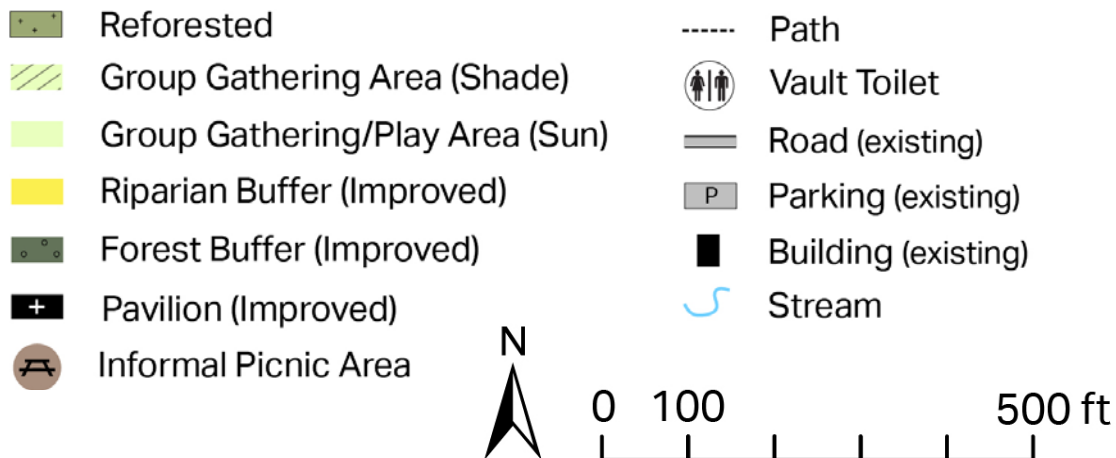 Reforested
Group Gathering Area (Shade)
Group Gathering/Play Area (Sun)
Riparian Buffer (Improved)
Forest Buffer (Improved)
Pavilion (Improved)
Informal Picnic Area
Path
Vault Toilet
Road (existing)
P Parking (existing)
Building (existing)
Stream
N
0 100 500 ft